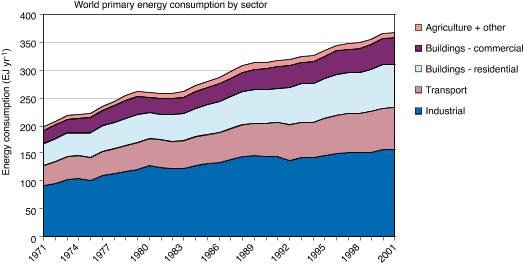 World primary energy consumption by sector
Energy consumption (EJ yr⁻¹)
400
350
300
250
200
150
100
50
0
1971
1974
1977
1980
1983
1986
1989
1992
1995
1998
2001
Agriculture + other
Buildings - commercial
Buildings - residential
Transport
Industrial